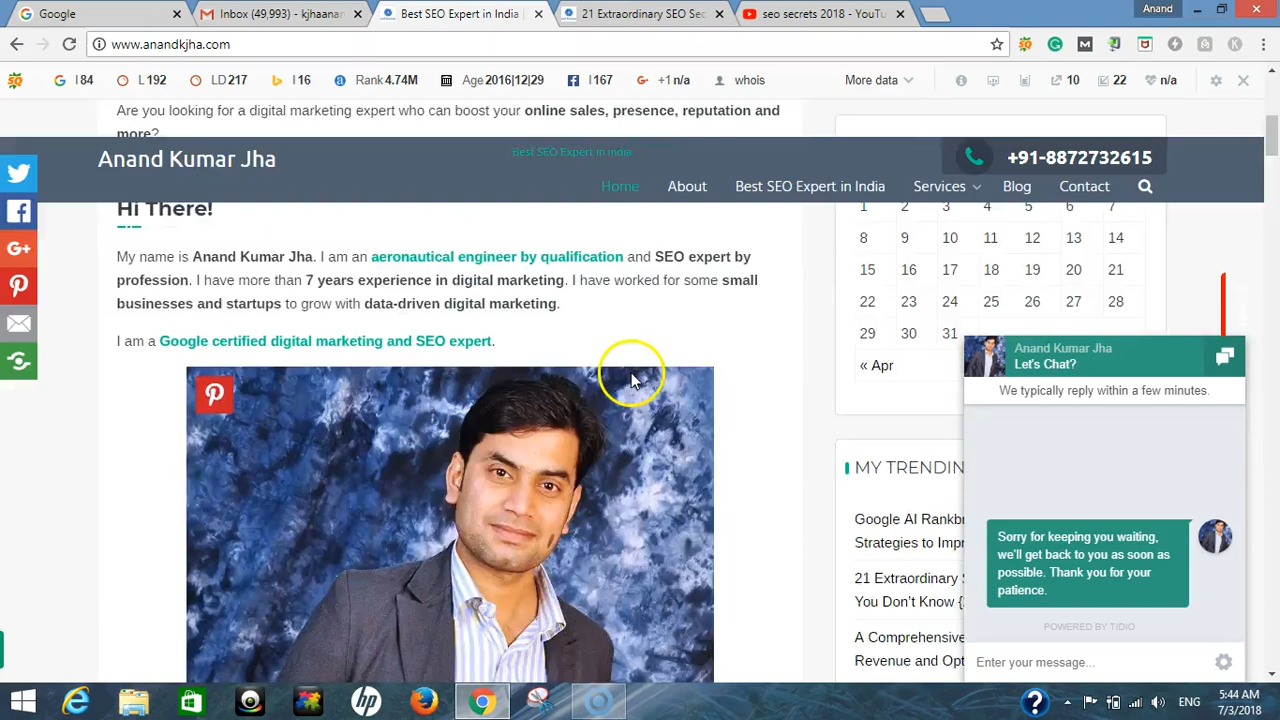 Google
Inbox (49,993) - kjhaanan
Best SEO Expert in India |
21 Extraordinary SEO Sec
seo secrets 2018 - YouTu
Anand
www.anandkjha.com
I 84
L 192
LD 217
I 16
Rank 4.74M
Age 2016|12|29
I 167
+1 n/a
whois
More data
10
22
n/a
Are you looking for a digital marketing expert who can boost your online sales, presence, reputation and
more?
Anand Kumar Jha
Best SEO Expert in India
+91-8872732615
Home
About
Best SEO Expert in India
Services
Blog
Contact
Hi There!
My name is Anand Kumar Jha. I am an aeronautical engineer by qualification and SEO expert by
profession. I have more than 7 years experience in digital marketing. I have worked for some small
businesses and startups to grow with data-driven digital marketing.
I am a Google certified digital marketing and SEO expert.
1 2 3 4 5 6 7
8 9 10 11 12 13 14
15 16 17 18 19 20 21
22 23 24 25 26 27 28
29 30 31
« Apr
MY TRENDIN
Google AI Rankbr
Strategies to Impr
21 Extraordinary S
You Don't Know {
A Comprehensive
Revenue and Opt
Anand Kumar Jha
Let's Chat?
We typically reply within a few minutes.
Sorry for keeping you waiting,
we'll get back to you as soon as
possible. Thank you for your
patience.
POWERED BY TIDIO
Enter your message...
ENG
5:44 AM
7/3/2018